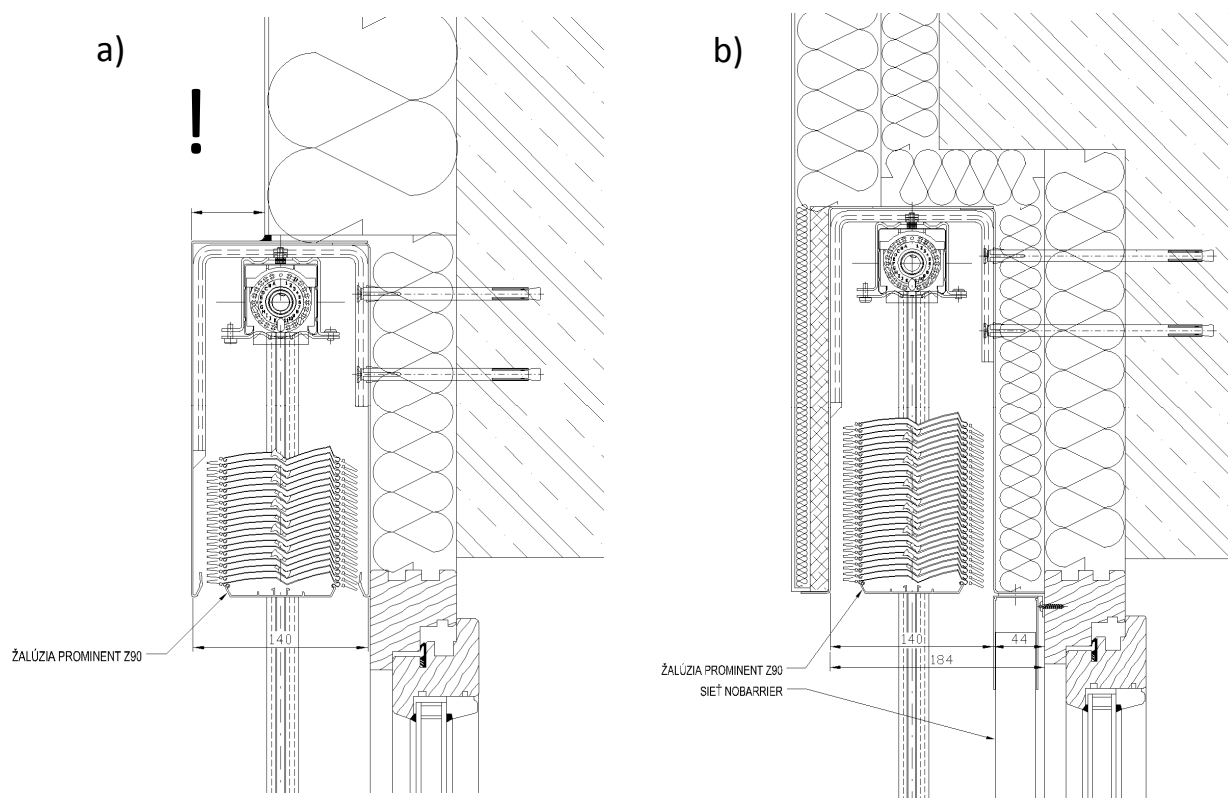 a)
!
140
ŽALÚZIA PROMINENT Z90
b)
140
44
184
ŽALÚZIA PROMINENT Z90
SIEŤ NOBARRIER